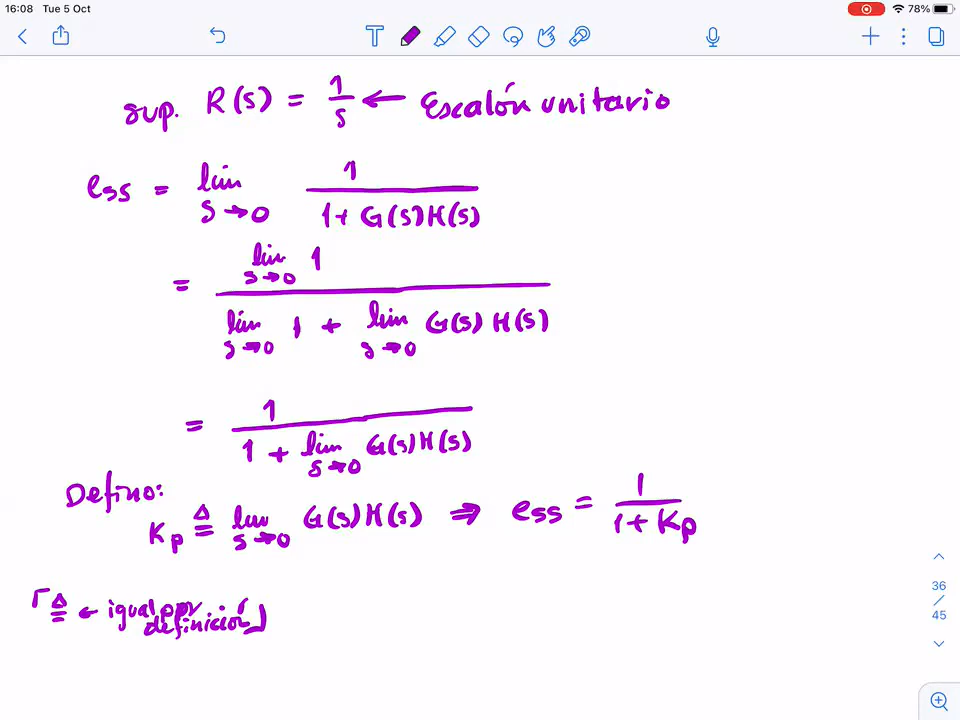 16:08 Tue 5 Oct 78%
T
sup. R(s) = 1/s ← Escalón unitario
ess = lim s→0 1 / (1 + G(s)H(s))
= lim s→0 1 / (lim s→0 1 + lim s→0 G(s)H(s))
= 1 / (1 + lim s→0 G(s)H(s))
Defino:
Kp ≜ lim s→0 G(s)H(s) ⇒ ess = 1 / (1 + Kp)
⌈≜ ← igual por
definición⌋
36
/
45